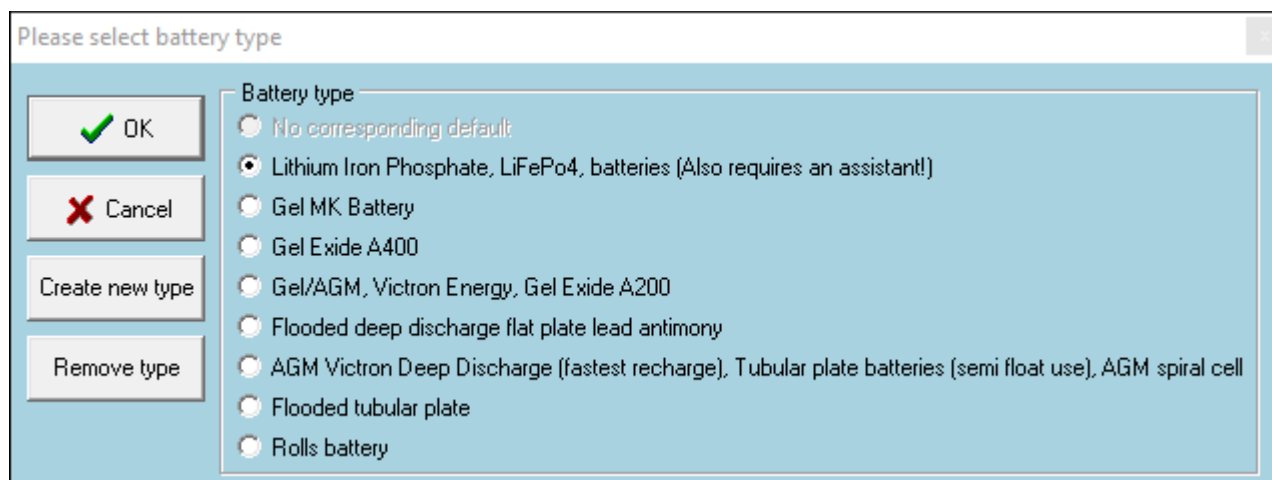 Please select battery type
x
OK
Cancel
Create new type
Remove type
Battery type
No corresponding default
Lithium Iron Phosphate, LiFePo4, batteries (Also requires an assistant!)
Gel MK Battery
Gel Exide A400
Gel/AGM, Victron Energy, Gel Exide A200
Flooded deep discharge flat plate lead antimony
AGM Victron Deep Discharge (fastest recharge), Tubular plate batteries (semi float use), AGM spiral cell
Flooded tubular plate
Rolls battery